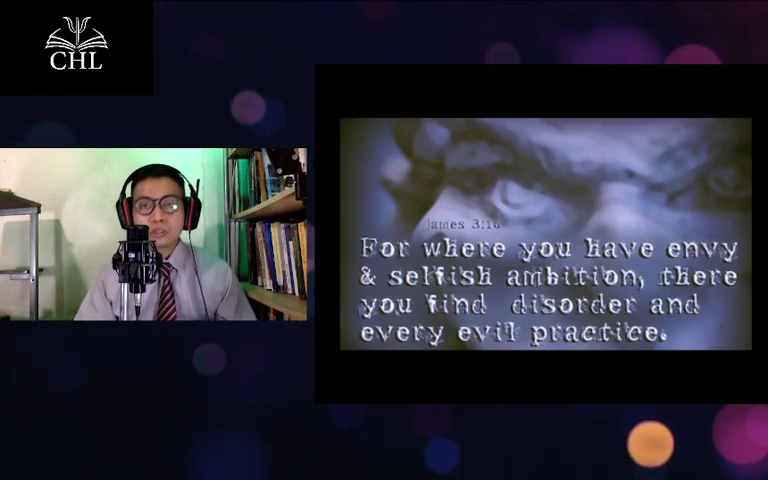 CHL
James 3:16
For where you have envy
& selfish ambition, there
you find disorder and
every evil practice.